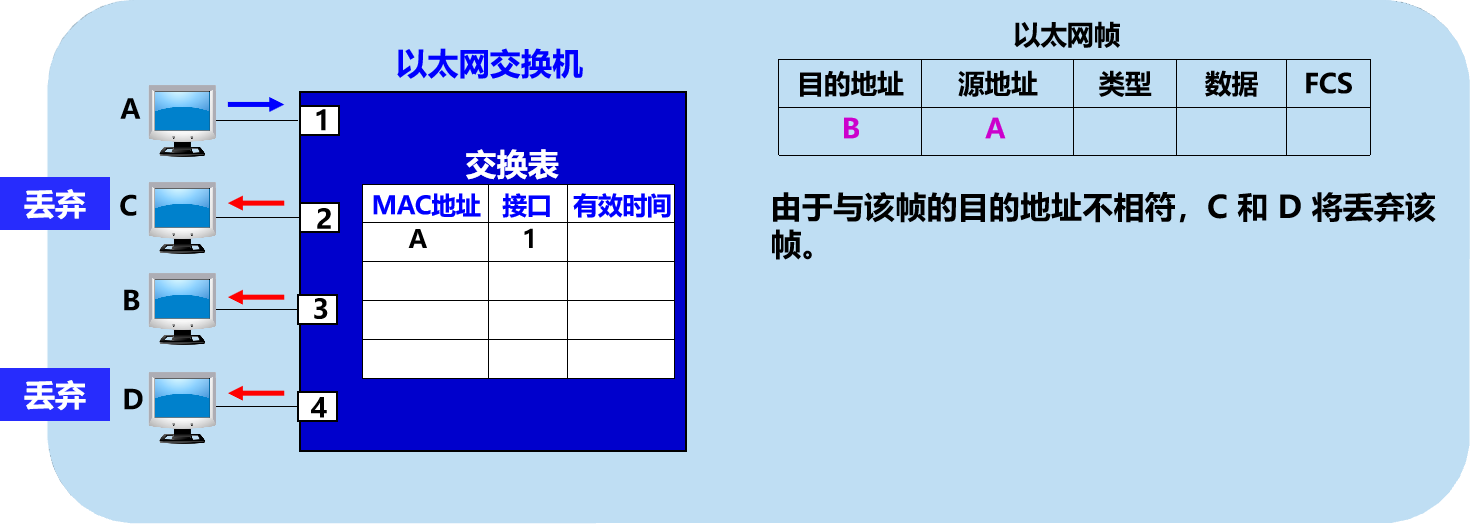 以太网交换机
A
1
丢弃
C
2
B
3
丢弃
D
4
交换表
MAC地址 接口 有效时间
A 1
以太网帧
目的地址 源地址 类型 数据 FCS
B A
由于与该帧的目的地址不相符，C 和 D 将丢弃该
帧。